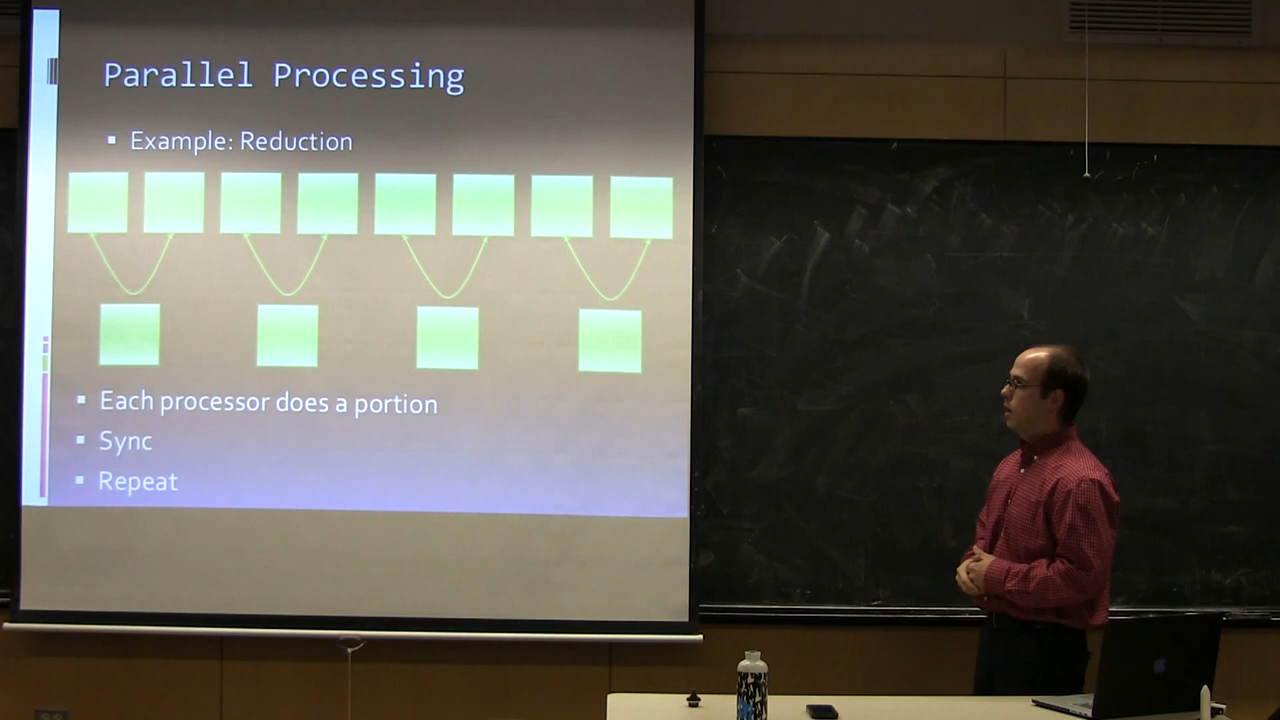 Parallel Processing
Example: Reduction
Each processor does a portion
Sync
Repeat